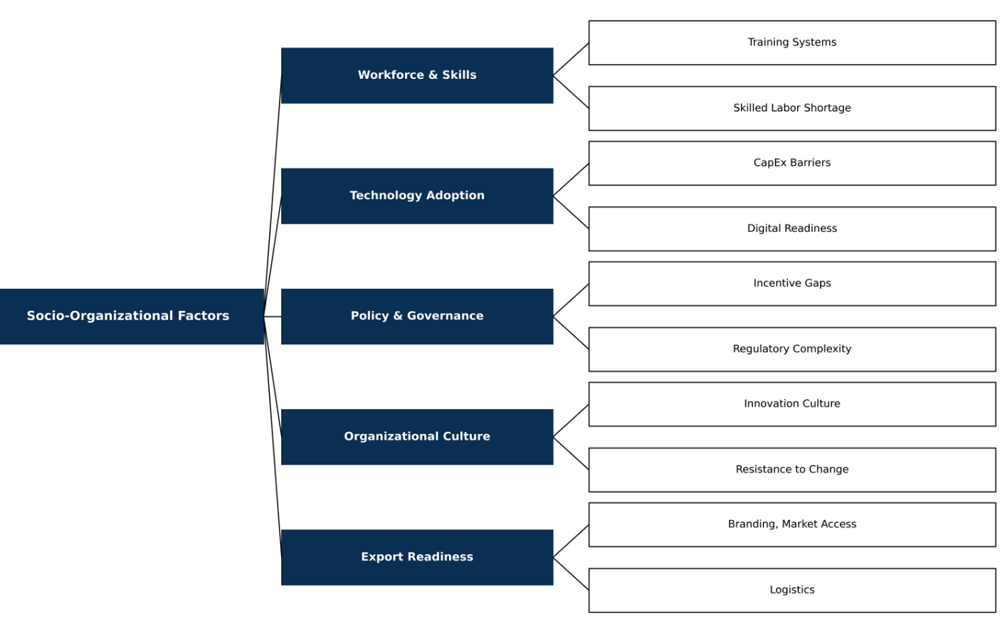 Socio-Organizational Factors
Workforce & Skills
Training Systems
Skilled Labor Shortage
Technology Adoption
CapEx Barriers
Digital Readiness
Policy & Governance
Incentive Gaps
Regulatory Complexity
Organizational Culture
Innovation Culture
Resistance to Change
Export Readiness
Branding, Market Access
Logistics